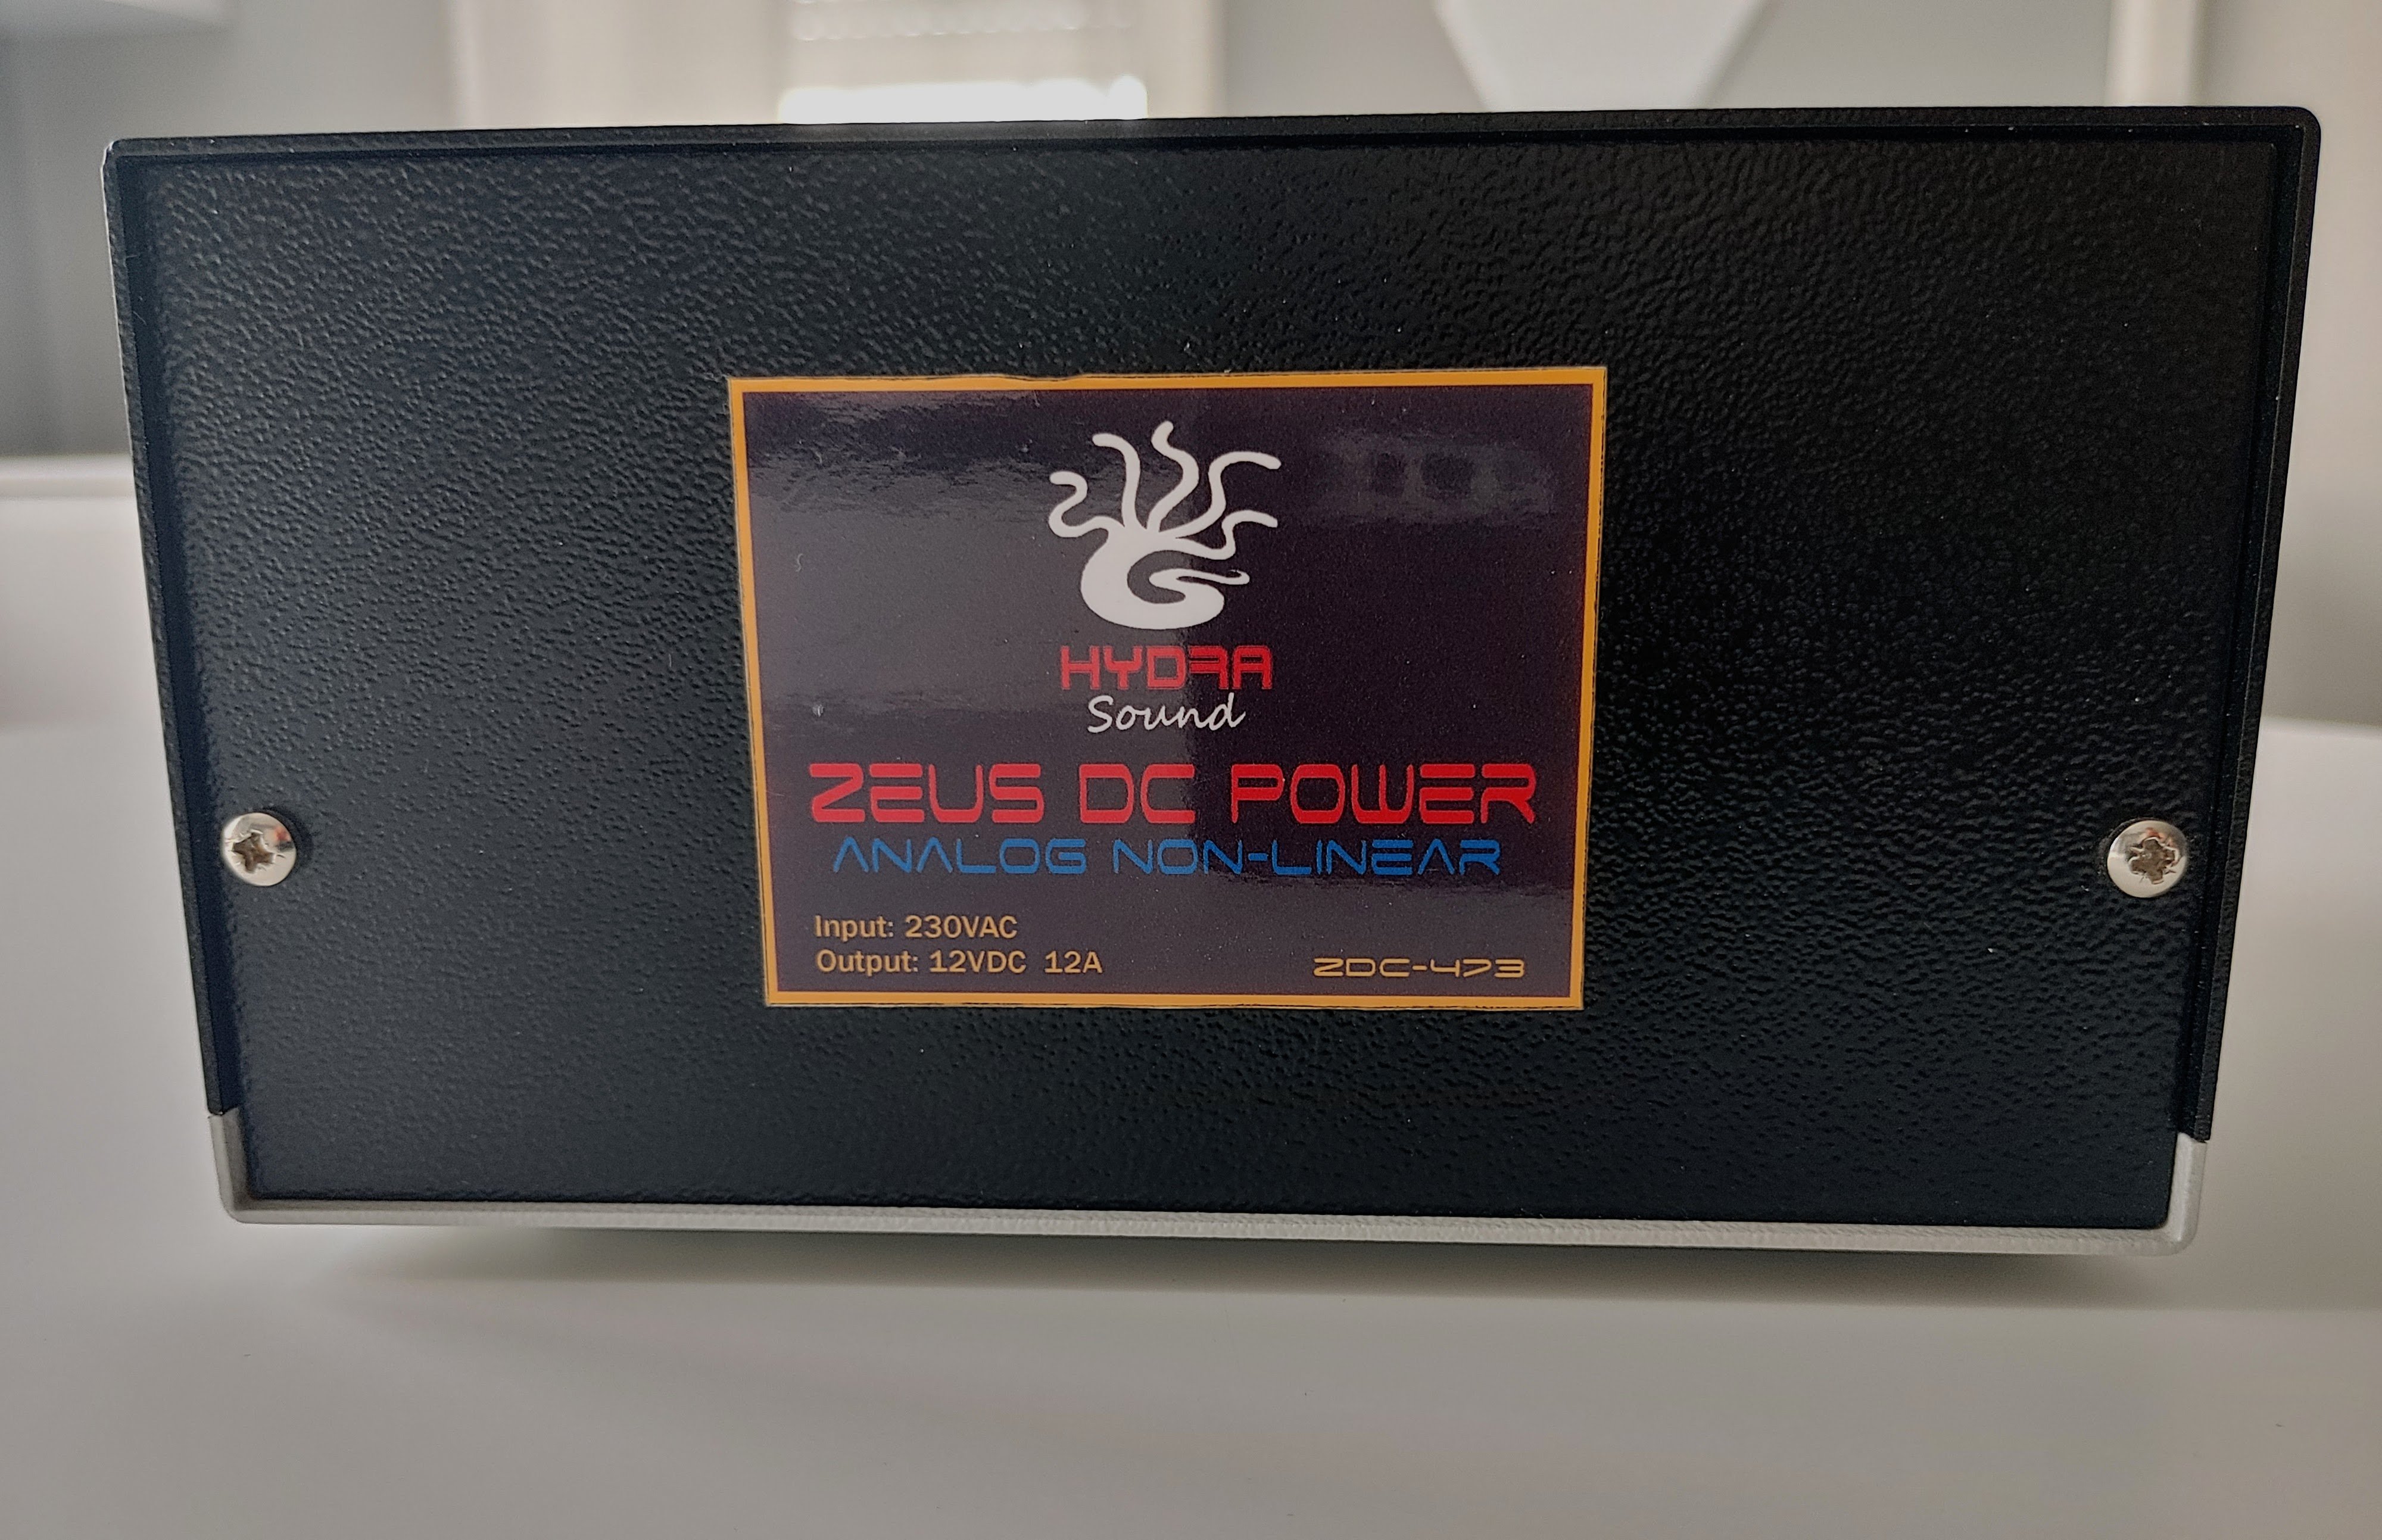 HYDRA
Sound
ZEUS DC POWER
ANALOG NON-LINEAR
Input: 230VAC
Output: 12VDC 12A
ZDC-473